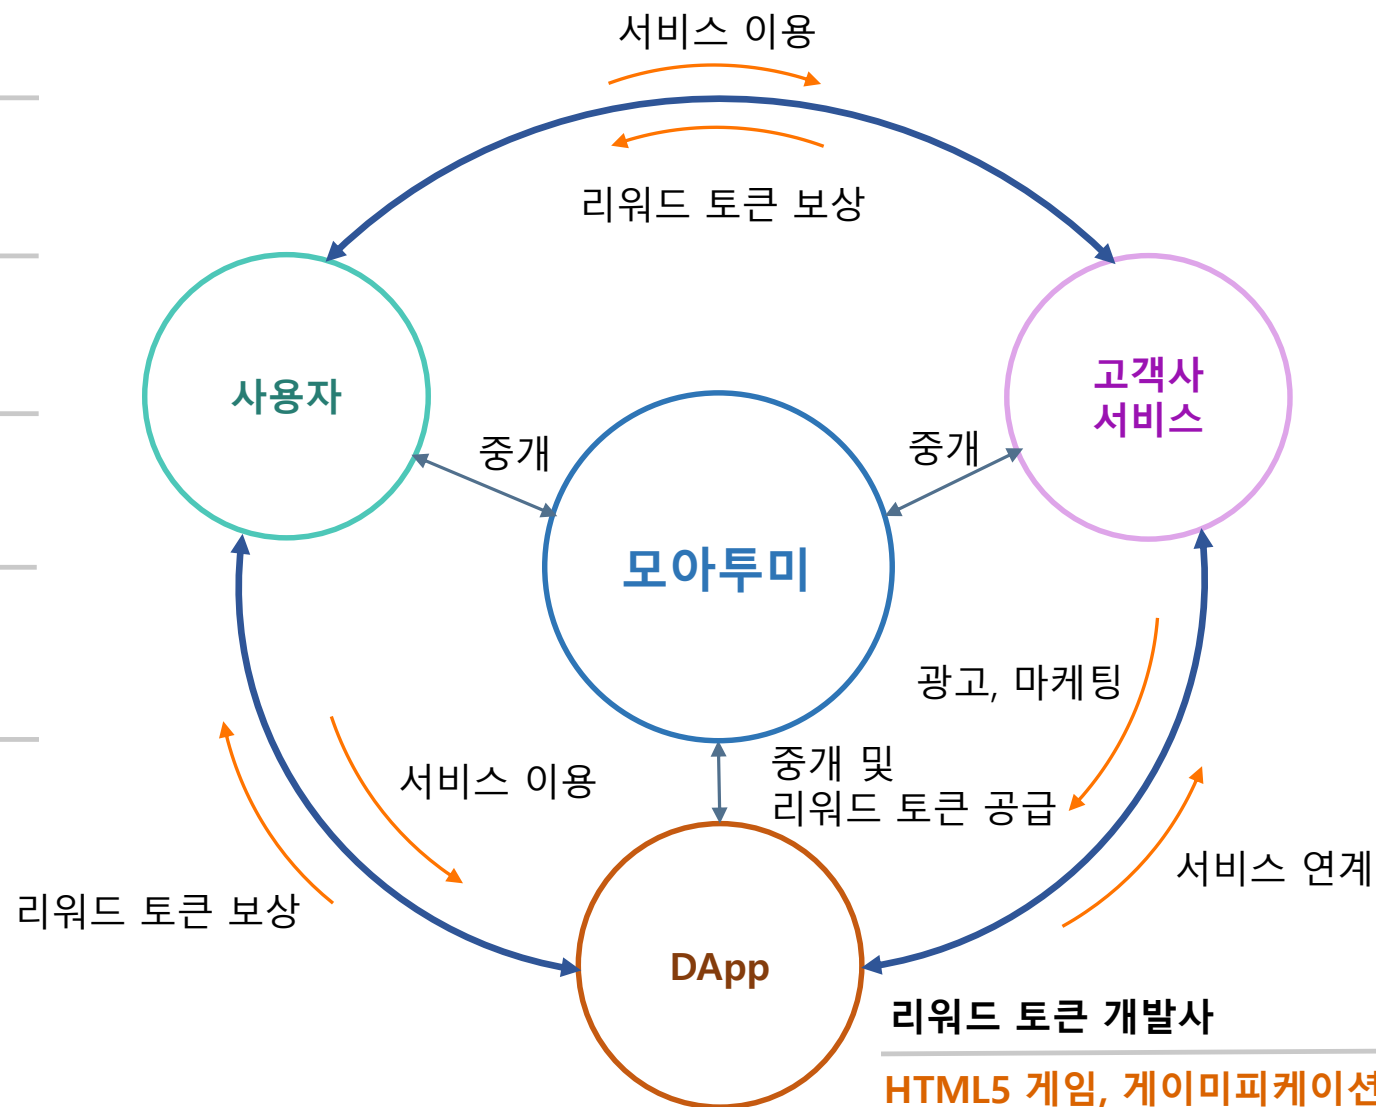 서비스 이용
리워드 토큰 보상
사용자
고객사
서비스
중개
중개
모아투미
광고, 마케팅
중개 및
리워드 토큰 공급
서비스 이용
서비스 연계
리워드 토큰 보상
DApp
리워드 토큰 개발사
HTML5 게임, 게이미피케이션